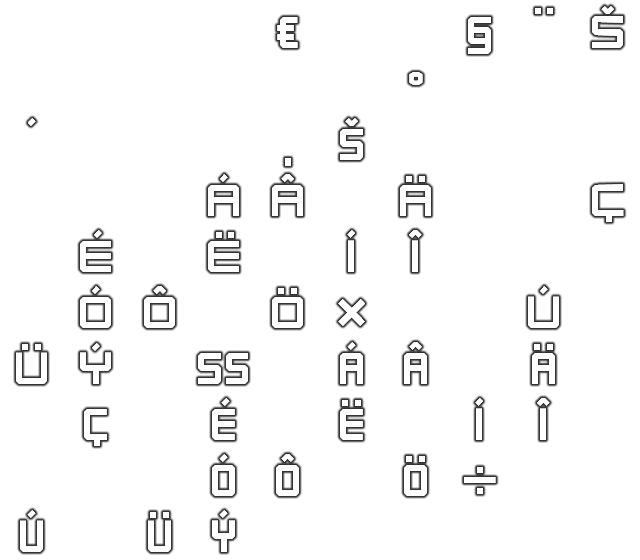 € § ¨ Š
°
´ ¸ Š
Á Â Ä Ç
É Ë Í Î
Ó Ô Ö × Ú
Ü Ý SS Á Â Ä
Ç É Ë Í Î
Ó Ô Ö ÷
Ú Ü Ý